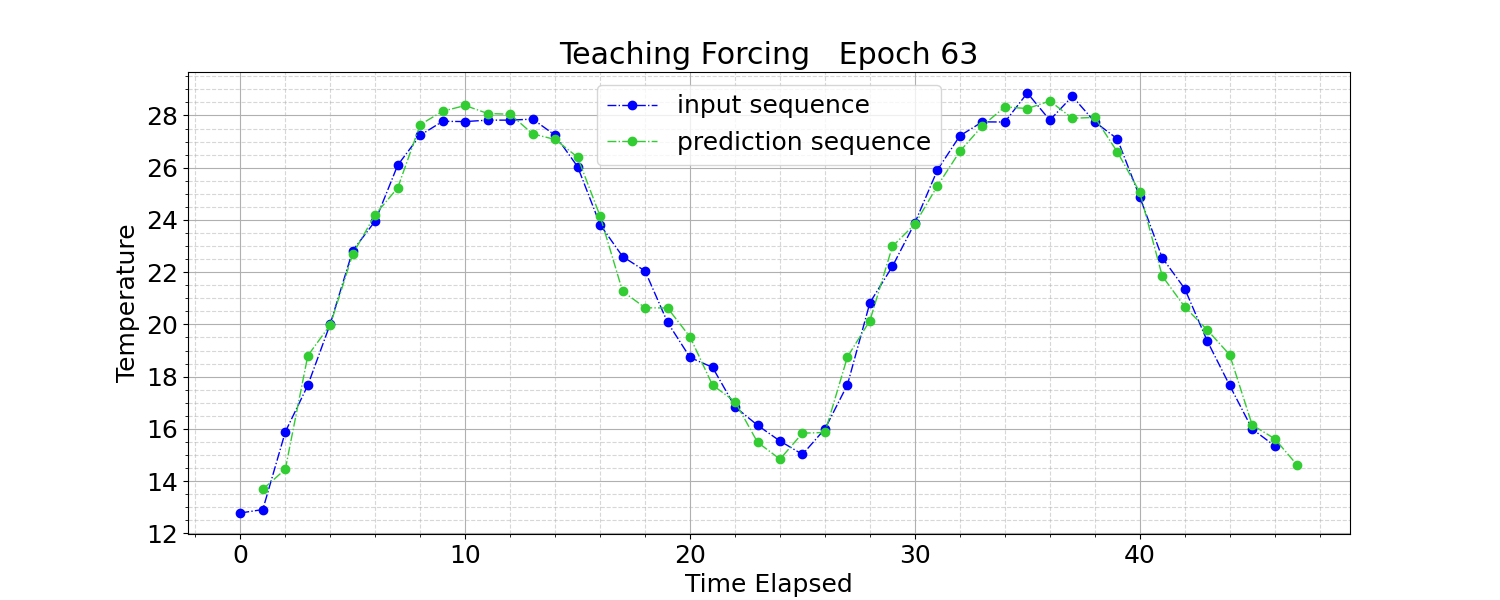 Teaching Forcing   Epoch 63
input sequence
prediction sequence
Temperature
28
26
24
22
20
18
16
14
12
0 10 20 30 40
Time Elapsed